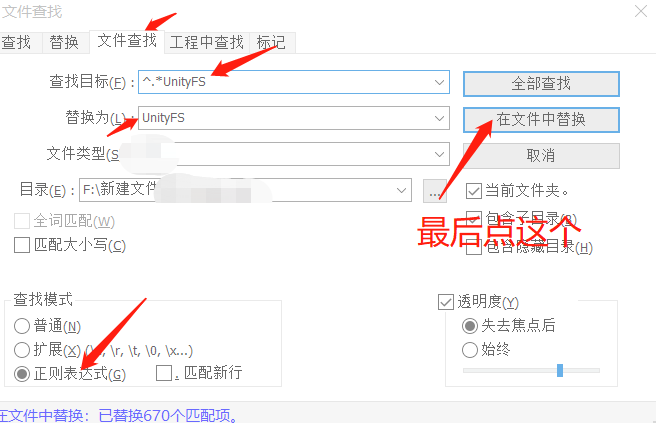 文件查找
查找 替换 文件查找 工程中查找 标记
查找目标(F) : ^.*UnityFS
全部查找
替换为(L): UnityFS
在文件中替换
文件类型(S
取消
目录(E) : F:\新建文件 ...
当前文件夹。
全词匹配(W)
包含子目录(B)
最后点这个
匹配大小写(C)
包含隐藏目录(H)
查找模式
透明度(Y)
普通(N)
失去焦点后
扩展(X) \r, \t, \0, \x...)
始终
正则表达式(G) . 匹配新行
在文件中替换: 已替换670个匹配项。